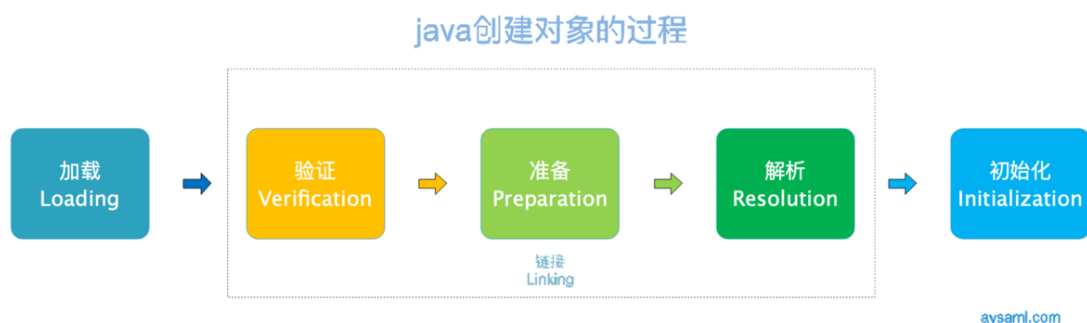 java创建对象的过程
加载
Loading
验证
Verification
准备
Preparation
解析
Resolution
初始化
Initialization
链接
Linking
avsaml.com